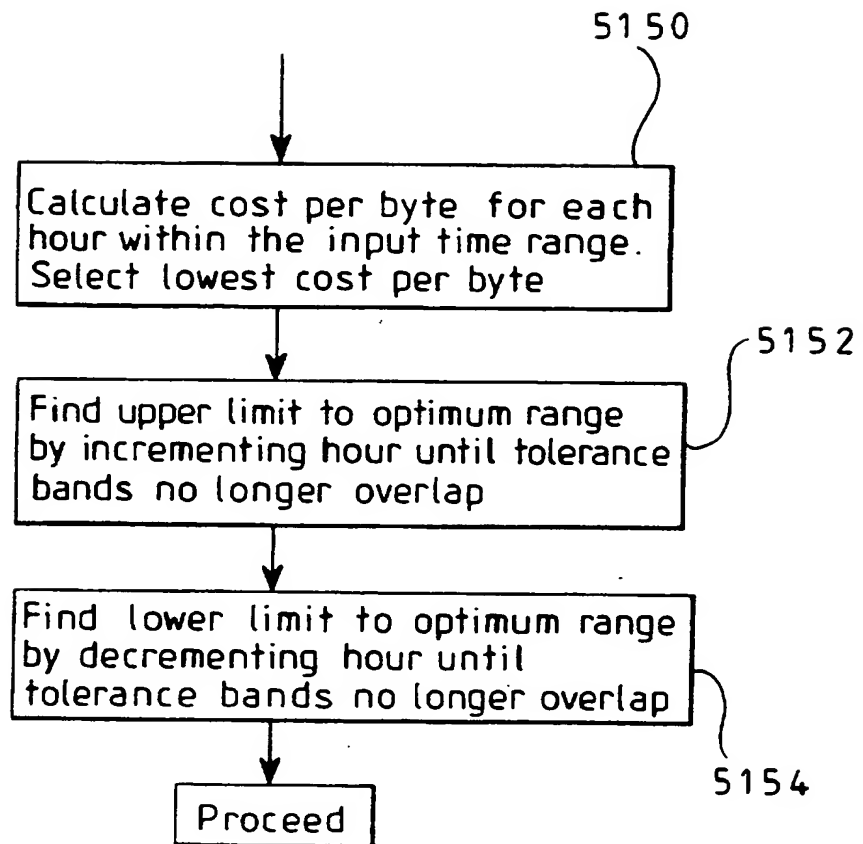 5150
Calculate cost per byte for each
hour within the input time range.
Select lowest cost per byte
5152
Find upper limit to optimum range
by incrementing hour until tolerance
bands no longer overlap
Find lower limit to optimum range
by decrementing hour until
tolerance bands no longer overlap
5154
Proceed